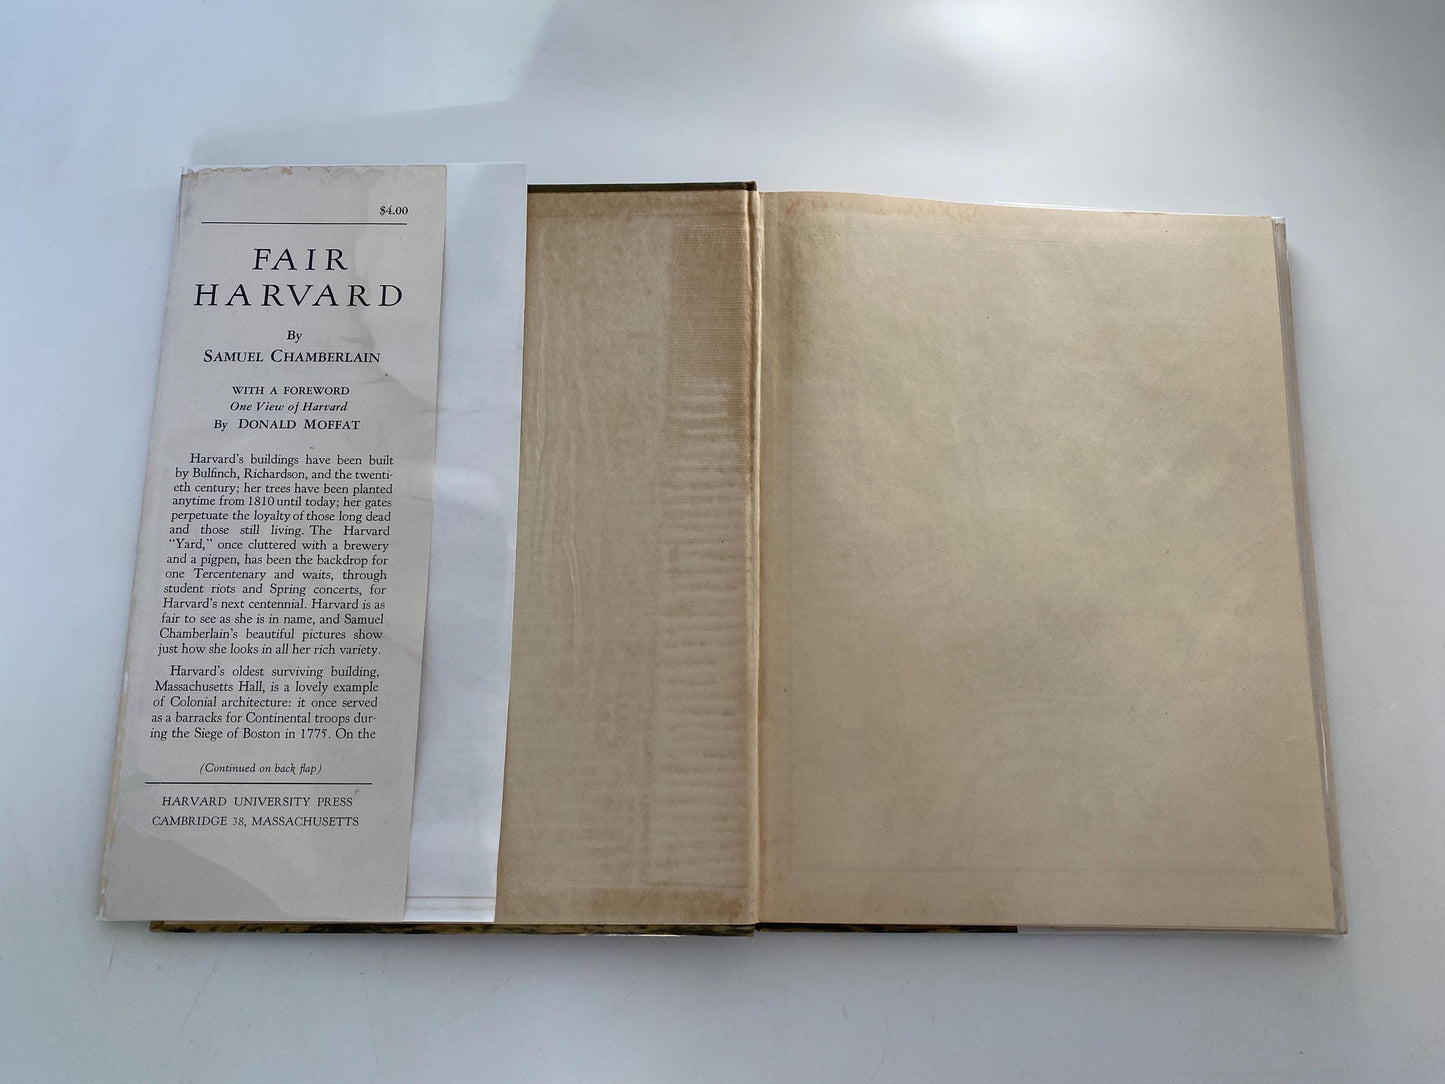 $4.00
FAIR
HARVARD
By
SAMUEL CHAMBERLAIN
WITH A FOREWORD
One View of Harvard
By DONALD MOFFAT
Harvard's buildings have been built
by Bulfinch, Richardson, and the twenti-
eth century; her trees have been planted
anytime from 1810 until today; her gates
perpetuate the loyalty of those long dead
and those still living. The Harvard
“Yard,” once cluttered with a brewery
and a pigpen, has been the backdrop for
one Tercentenary and waits, through
student riots and Spring concerts, for
Harvard's next centennial. Harvard is as
fair to see as she is in name, and Samuel
Chamberlain's beautiful pictures show
just how she looks in all her rich variety.
Harvard's oldest surviving building,
Massachusetts Hall, is a lovely example
of Colonial architecture: it once served
as a barracks for Continental troops dur-
ing the Siege of Boston in 1775. On the
(Continued on back flap)
HARVARD UNIVERSITY PRESS
CAMBRIDGE 38, MASSACHUSETTS